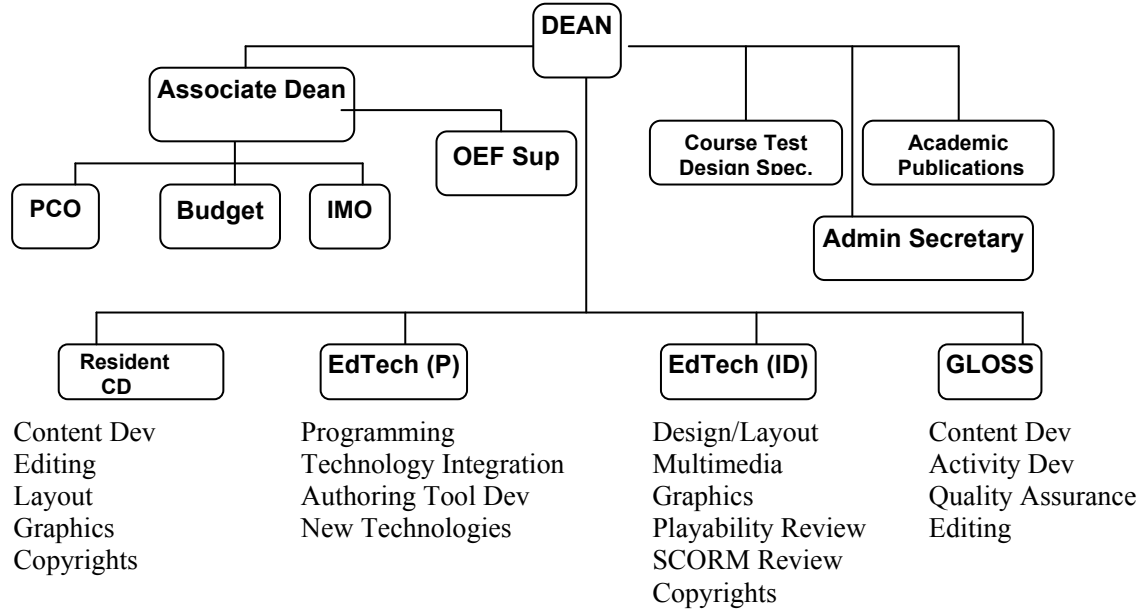 DEAN
Associate Dean
OEF Sup
Course Test
Design Spec.
Academic
Publications
PCO
Budget
IMO
Admin Secretary
Resident
CD
EdTech (P)
EdTech (ID)
GLOSS
Content Dev
Editing
Layout
Graphics
Copyrights
Programming
Technology Integration
Authoring Tool Dev
New Technologies
Design/Layout
Multimedia
Graphics
Playability Review
SCORM Review
Copyrights
Content Dev
Activity Dev
Quality Assurance
Editing